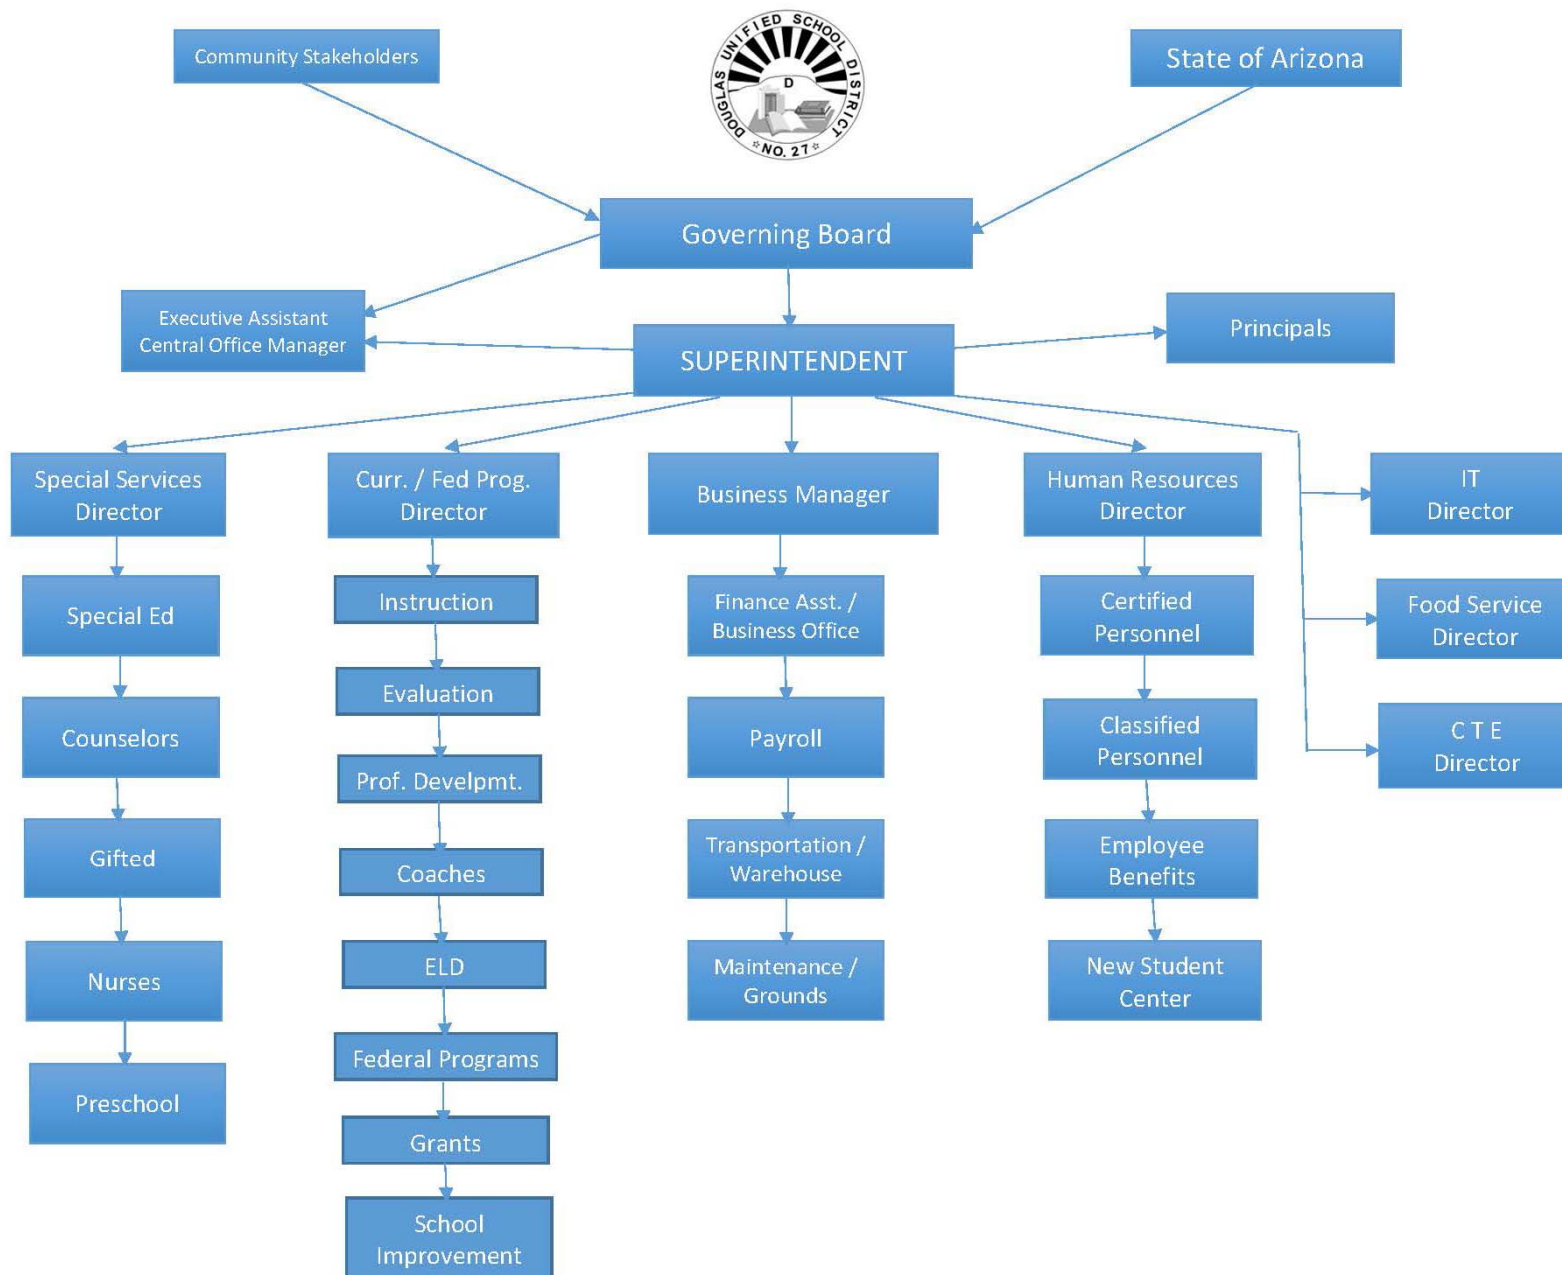 Community Stakeholders
DOUGLAS UNIFIED SCHOOL DISTRICT
D
☆ NO. 27 ☆
State of Arizona
Governing Board
Executive Assistant
Central Office Manager
SUPERINTENDENT
Principals
Special Services
Director
Curr. / Fed Prog.
Director
Business Manager
Human Resources
Director
IT
Director
Special Ed
Instruction
Finance Asst. /
Business Office
Certified
Personnel
Food Service
Director
Counselors
Evaluation
Payroll
Classified
Personnel
C T E
Director
Prof. Develpmt.
Gifted
Coaches
Transportation /
Warehouse
Employee
Benefits
Nurses
ELD
Maintenance /
Grounds
New Student
Center
Federal Programs
Preschool
Grants
School
Improvement